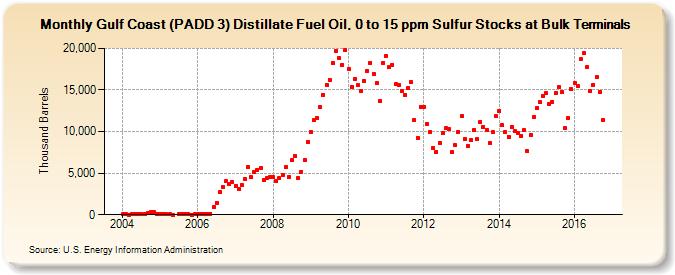 Monthly Gulf Coast (PADD 3) Distillate Fuel Oil, 0 to 15 ppm Sulfur Stocks at Bulk Terminals
Thousand Barrels
20,000
15,000
10,000
5,000
0
2004 2006 2008 2010 2012 2014 2016
Source: U.S. Energy Information Administration